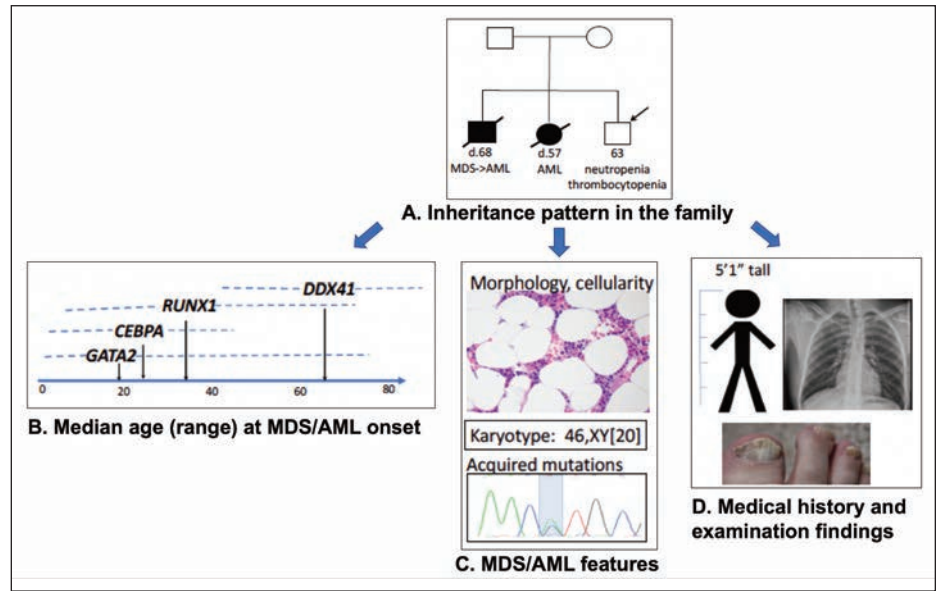 d.68
MDS->AML
d.57
AML
63
neutropenia
thrombocytopenia
A. Inheritance pattern in the family
DDX41
RUNX1
CEBPA
GATA2
0 20 40 60 80
B. Median age (range) at MDS/AML onset
Morphology, cellularity
Karyotype: 46,XY[20]
Acquired mutations
C. MDS/AML features
5'1" tall
D. Medical history and
examination findings